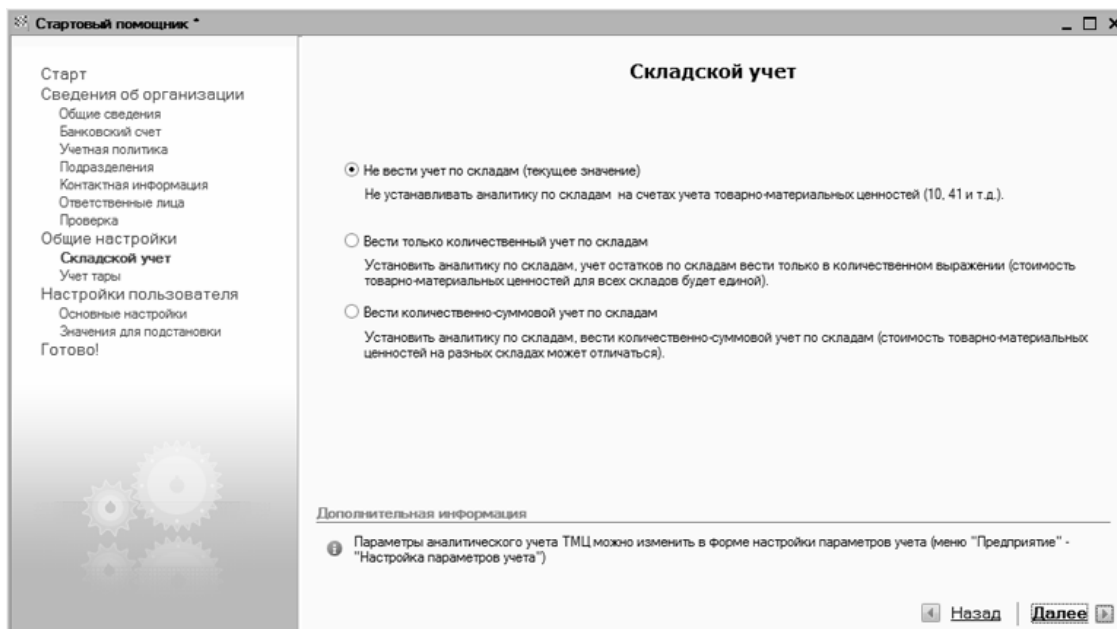 Стартовый помощник *
Старт
Сведения об организации
Общие сведения
Банковский счет
Учетная политика
Подразделения
Контактная информация
Ответственные лица
Проверка
Общие настройки
Складской учет
Учет тары
Настройки пользователя
Основные настройки
Значения для подстановки
Готово!
Складской учет
Не вести учет по складам (текущее значение)
Не устанавливать аналитику по складам на счетах учета товарно-материальных ценностей (10, 41 и т.д.).
Вести только количественный учет по складам
Установить аналитику по складам, учет остатков по складам вести только в количественном выражении (стоимость
товарно-материальных ценностей для всех складов будет единой).
Вести количественно-суммовой учет по складам
Установить аналитику по складам, вести количественно-суммовой учет по складам (стоимость товарно-материальных
ценностей на разных складах может отличаться).
Дополнительная информация
Параметры аналитического учета ТМЦ можно изменить в форме настройки параметров учета (меню "Предприятие" -
"Настройка параметров учета")
Назад
Далее